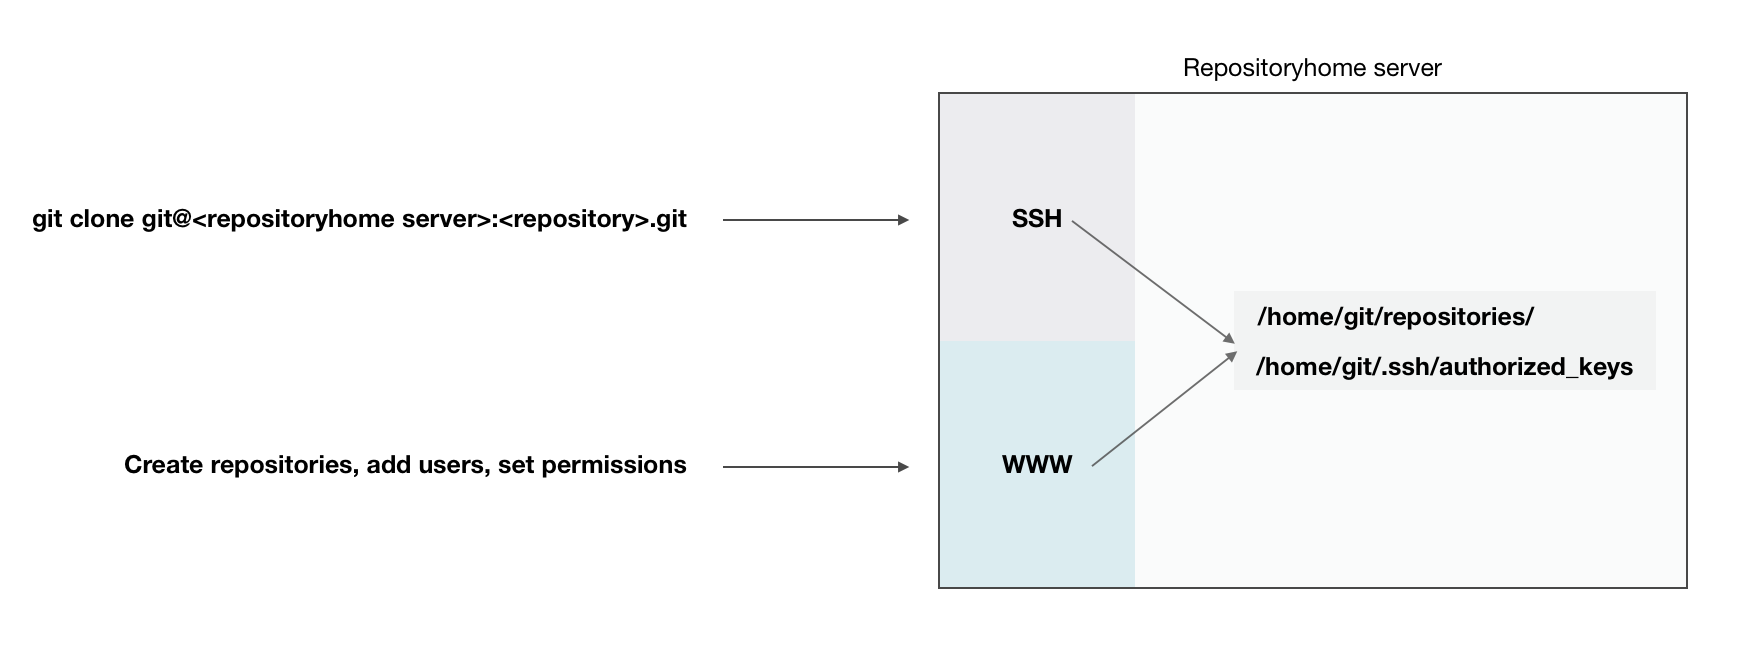 Repositoryhome server
git clone git@<repositoryhome server>:<repository>.git
SSH
/home/git/repositories/
/home/git/.ssh/authorized_keys
Create repositories, add users, set permissions
WWW